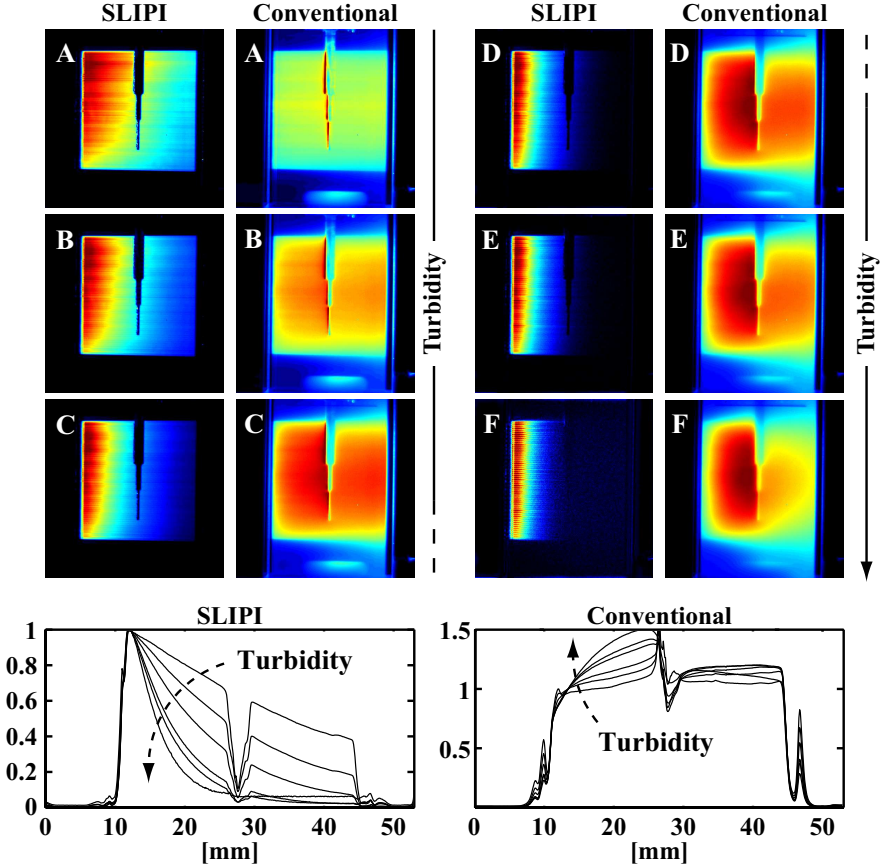 SLIPI Conventional SLIPI Conventional
A A D D
B B E E
C C F F
Turbidity
Turbidity
SLIPI
1
0.8
0.6
0.4
0.2
0
Turbidity
0 10 20 30 40 50
[mm]
Conventional
1.5
1
0.5
Turbidity
0 10 20 30 40 50
[mm]